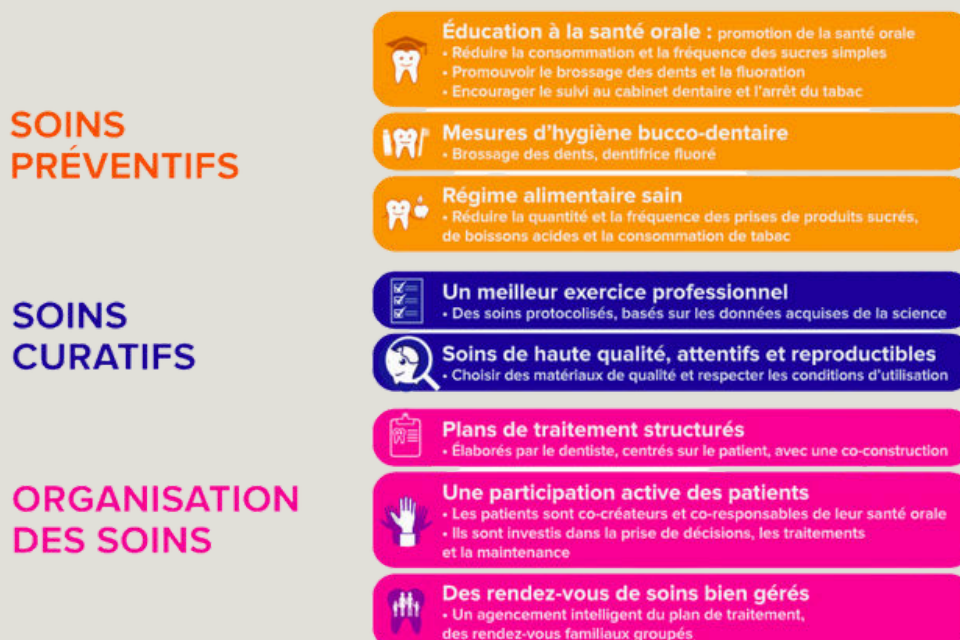 SOINS
PRÉVENTIFS
Éducation à la santé orale : promotion de la santé orale
• Réduire la consommation et la fréquence des sucres simples
• Promouvoir le brossage des dents et la fluoration
• Encourager le suivi au cabinet dentaire et l'arrêt du tabac
Mesures d'hygiène bucco-dentaire
• Brossage des dents, dentifrice fluoré
Régime alimentaire sain
• Réduire la quantité et la fréquence des prises de produits sucrés,
de boissons acides et la consommation de tabac
SOINS
CURATIFS
Un meilleur exercice professionnel
• Des soins protocolisés, basés sur les données acquises de la science
Soins de haute qualité, attentifs et reproductibles
• Choisir des matériaux de qualité et respecter les conditions d'utilisation
ORGANISATION
DES SOINS
Plans de traitement structurés
• Élaborés par le dentiste, centrés sur le patient, avec une co-construction
Une participation active des patients
• Les patients sont co-créateurs et co-responsables de leur santé orale
• Ils sont investis dans la prise de décisions, les traitements
et la maintenance
Des rendez-vous de soins bien gérés
• Un agencement intelligent du plan de traitement,
des rendez-vous familiaux groupés